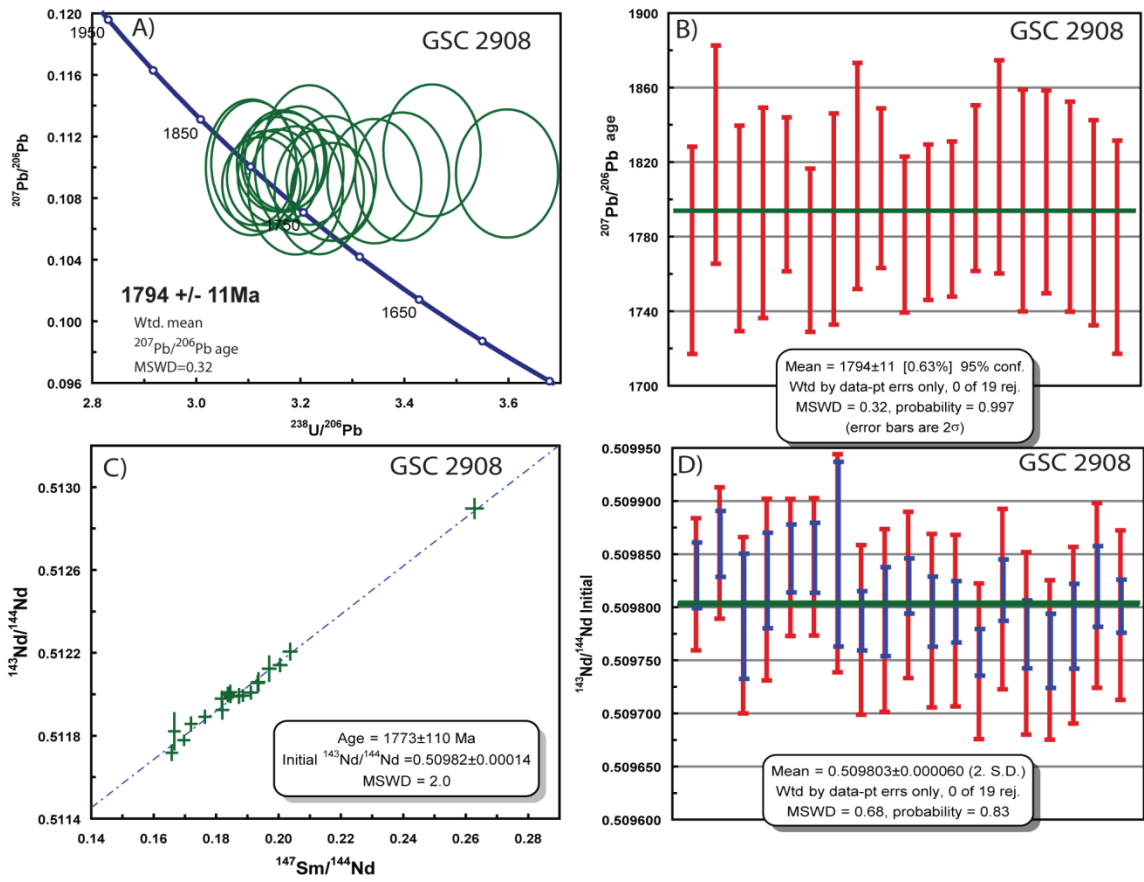 A)
GSC 2908
0.120
0.116
0.112
0.108
0.104
0.100
0.096
²⁰⁷Pb/²⁰⁶Pb
1950
1850
1750
1650
1794 +/- 11Ma
Wtd. mean
²⁰⁷Pb/²⁰⁶Pb age
MSWD=0.32
2.8 3.0 3.2 3.4 3.6
²³⁸U/²⁰⁶Pb
B)
GSC 2908
1900
1860
1820
1780
1740
1700
²⁰⁷Pb/²⁰⁶Pb age
Mean = 1794±11 [0.63%] 95% conf.
Wtd by data-pt errs only, 0 of 19 rej.
MSWD = 0.32, probability = 0.997
(error bars are 2σ)
C)
GSC 2908
0.5130
0.5126
0.5122
0.5118
0.5114
¹⁴³Nd/¹⁴⁴Nd
Age = 1773±110 Ma
Initial ¹⁴³Nd/¹⁴⁴Nd =0.50982±0.00014
MSWD = 2.0
0.14 0.16 0.18 0.20 0.22 0.24 0.26 0.28
¹⁴⁷Sm/¹⁴⁴Nd
D)
GSC 2908
0.509950
0.509900
0.509850
0.509800
0.509750
0.509700
0.509650
0.509600
¹⁴³Nd/¹⁴⁴Nd Initial
Mean = 0.509803±0.000060 (2. S.D.)
Wtd by data-pt errs only, 0 of 19 rej.
MSWD = 0.68, probability = 0.83